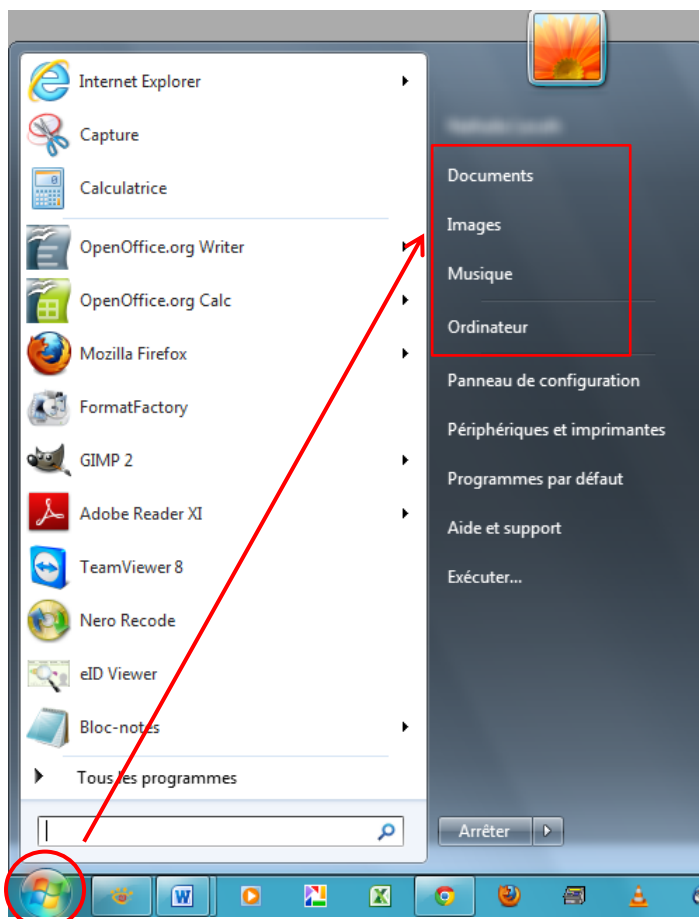 Internet Explorer
Capture
Calculatrice
OpenOffice.org Writer
OpenOffice.org Calc
Mozilla Firefox
FormatFactory
GIMP 2
Adobe Reader XI
TeamViewer 8
Nero Recode
eID Viewer
Bloc-notes
Tous les programmes
Documents
Images
Musique
Ordinateur
Panneau de configuration
Périphériques et imprimantes
Programmes par défaut
Aide et support
Exécuter...
Arrêter